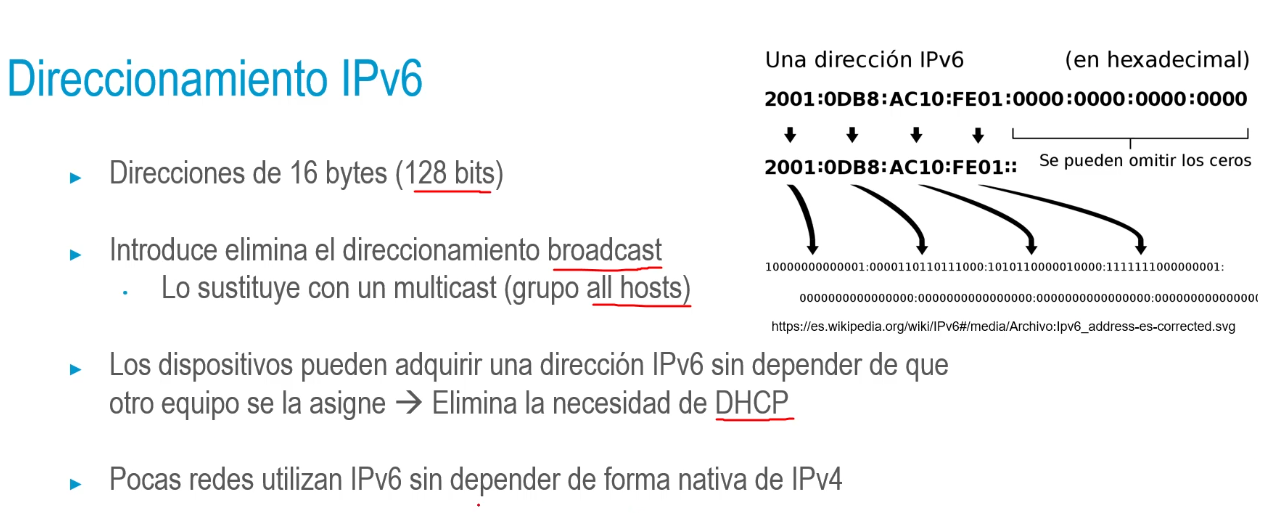 Direccionamiento IPv6
Direcciones de 16 bytes (128 bits)
Introduce elimina el direccionamiento broadcast
Lo sustituye con un multicast (grupo all hosts)
Los dispositivos pueden adquirir una dirección IPv6 sin depender de que
otro equipo se la asigne → Elimina la necesidad de DHCP
Pocas redes utilizan IPv6 sin depender de forma nativa de IPv4
Una dirección IPv6 (en hexadecimal)
2001:0DB8:AC10:FE01:0000:0000:0000:0000
2001:0DB8:AC10:FE01::
Se pueden omitir los ceros
10000000000001:0000110110111000:1010110000010000:1111111000000001:
0000000000000000:0000000000000000:0000000000000000:000000000000000
https://es.wikipedia.org/wiki/IPv6#/media/Archivo:Ipv6_address-es-corrected.svg